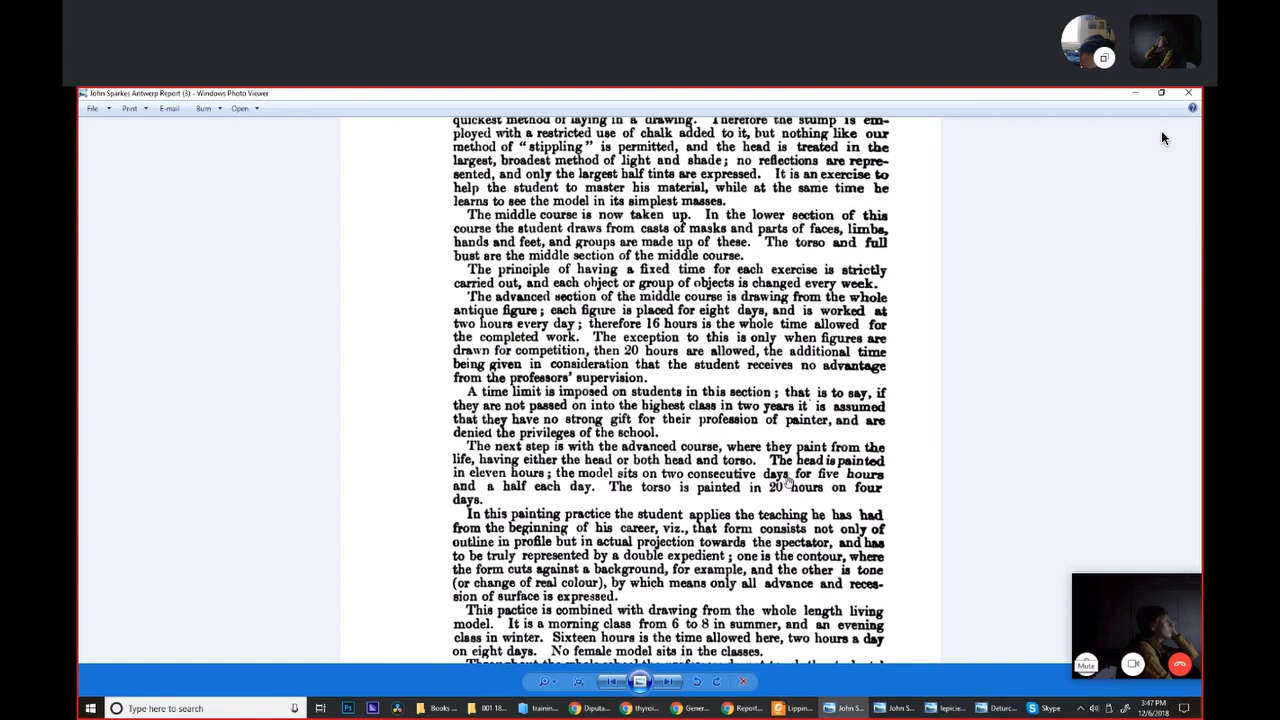 John Sparkes Antwerp Report (3) - Windows Photo Viewer
File Print E-mail Burn Open
quickest method of laying in a drawing. Therefore the stump is em-
ployed with a restricted use of chalk added to it, but nothing like our
method of "stippling" is permitted, and the head is treated in the
largest, broadest method of light and shade; no reflections are repre-
sented, and only the largest half tints are expressed. It is an exercise to
help the student to master his material, while at the same time he
learns to see the model in its simplest masses.
The middle course is now taken up. In the lower section of this
course the student draws from casts of masks and parts of faces, limbs,
hands and feet, and groups are made up of these. The torso and full
bust are the middle section of the middle course.
The principle of having a fixed time for each exercise is strictly
carried out, and each object or group of objects is changed every week.
The advanced section of the middle course is drawing from the whole
antique figure; each figure is placed for eight days, and is worked at
two hours every day; therefore 16 hours is the whole time allowed for
the completed work. The exception to this is only when figures are
drawn for competition, then 20 hours are allowed, the additional time
being given in consideration that the student receives no advantage
from the professors' supervision.
A time limit is imposed on students in this section; that is to say, if
they are not passed on into the highest class in two years it is assumed
that they have no strong gift for their profession of painter, and are
denied the privileges of the school.
The next step is with the advanced course, where they paint from the
life, having either the head or both head and torso. The head is painted
in eleven hours; the model sits on two consecutive days for five hours
and a half each day. The torso is painted in 20 hours on four
days.
In this painting practice the student applies the teaching he has had
from the beginning of his career, viz., that form consists not only of
outline in profile but in actual projection towards the spectator, and has
to be truly represented by a double expedient; one is the contour, where
the form cuts against a background, for example, and the other is tone
(or change of real colour), by which means only all advance and reces-
sion of surface is expressed.
This pactice is combined with drawing from the whole length living
model. It is a morning class from 6 to 8 in summer, and an evening
class in winter. Sixteen hours is the time allowed here, two hours a day
on eight days. No female model sits in the classes.
Mute
Type here to search
Ps
Books ...
001 18...
trainin...
Diputa...
thyroi...
Gener...
Report...
Lippin...
John S...
John S...
lepicie...
Deturc...
Skype
3:47 PM
12/6/2018